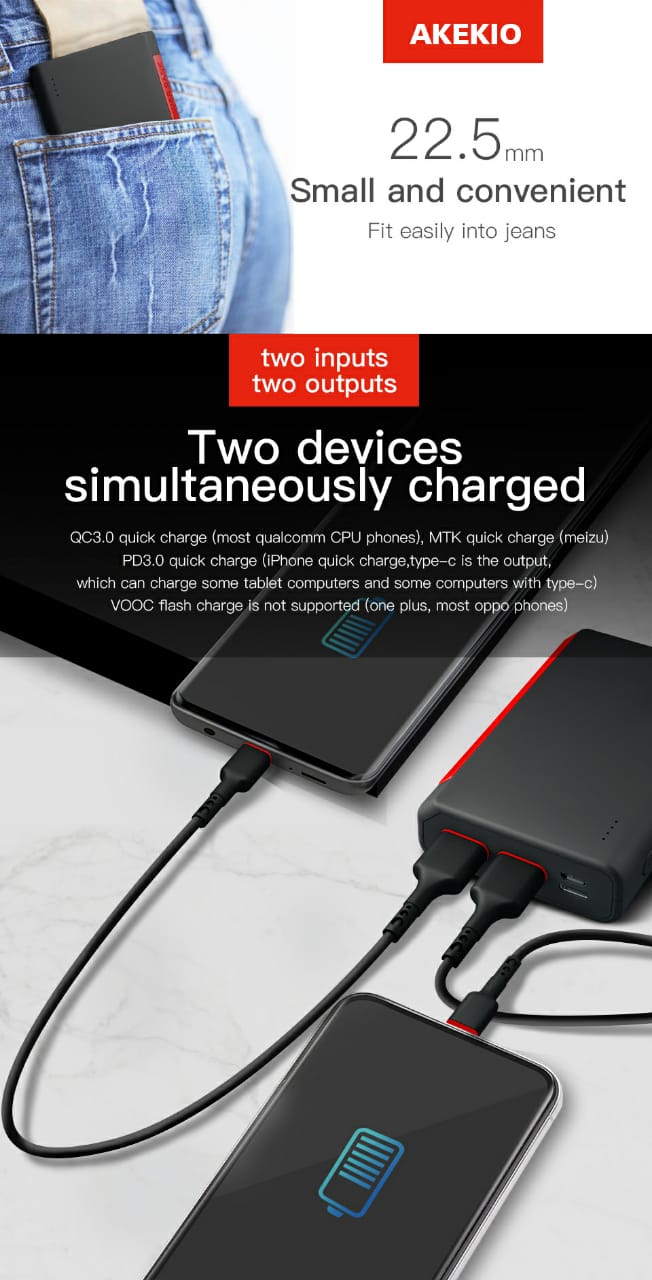 AKEKIO
22.5mm
Small and convenient
Fit easily into jeans
two inputs
two outputs
Two devices
simultaneously charged
QC3.0 quick charge (most qualcomm CPU phones), MTK quick charge (meizu)
PD3.0 quick charge (iPhone quick charge,type-c is the output,
which can charge some tablet computers and some computers with type-c)
VOOC flash charge is not supported (one plus, most oppo phones)